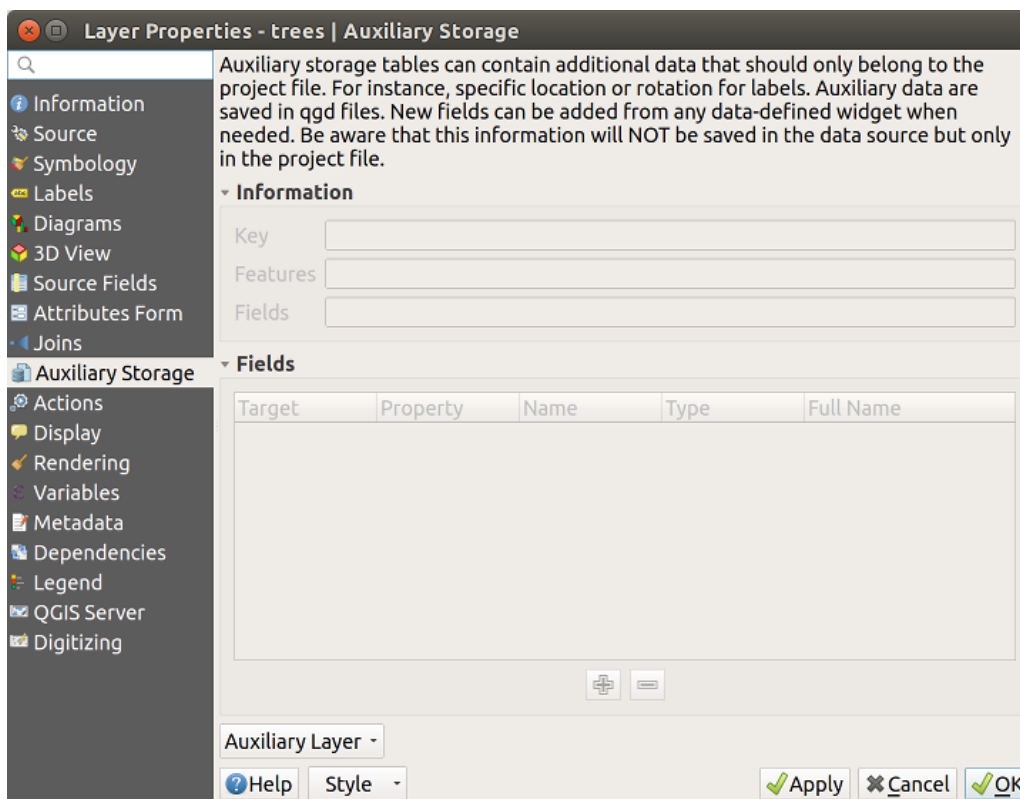 Layer Properties - trees | Auxiliary Storage
Information
Source
Symbology
Labels
Diagrams
3D View
Source Fields
Attributes Form
Joins
Auxiliary Storage
Actions
Display
Rendering
Variables
Metadata
Dependencies
Legend
QGIS Server
Digitizing
Auxiliary storage tables can contain additional data that should only belong to the
project file. For instance, specific location or rotation for labels. Auxiliary data are
saved in qgd files. New fields can be added from any data-defined widget when
needed. Be aware that this information will NOT be saved in the data source but only
in the project file.
Information
Key
Features
Fields
Fields
Target Property Name Type Full Name
Auxiliary Layer
Help Style Apply Cancel OK